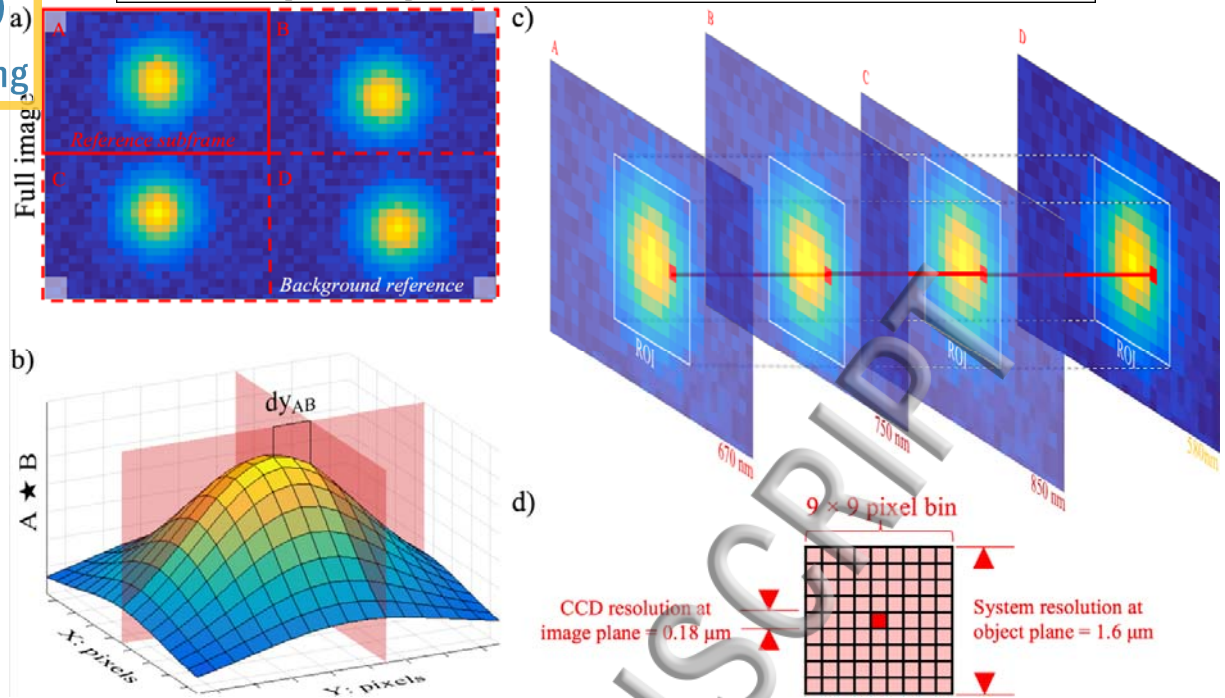 a)
Full image
A
B
Reference subframe
C
D
Background reference
b)
dyAB
A ★ B
X: pixels
Y: pixels
c)
A
B
C
D
ROI
ROI
ROI
670 nm
750 nm
850 nm
580nm
d)
9 × 9 pixel bin
CCD resolution at
image plane = 0.18 μm
System resolution at
object plane = 1.6 μm